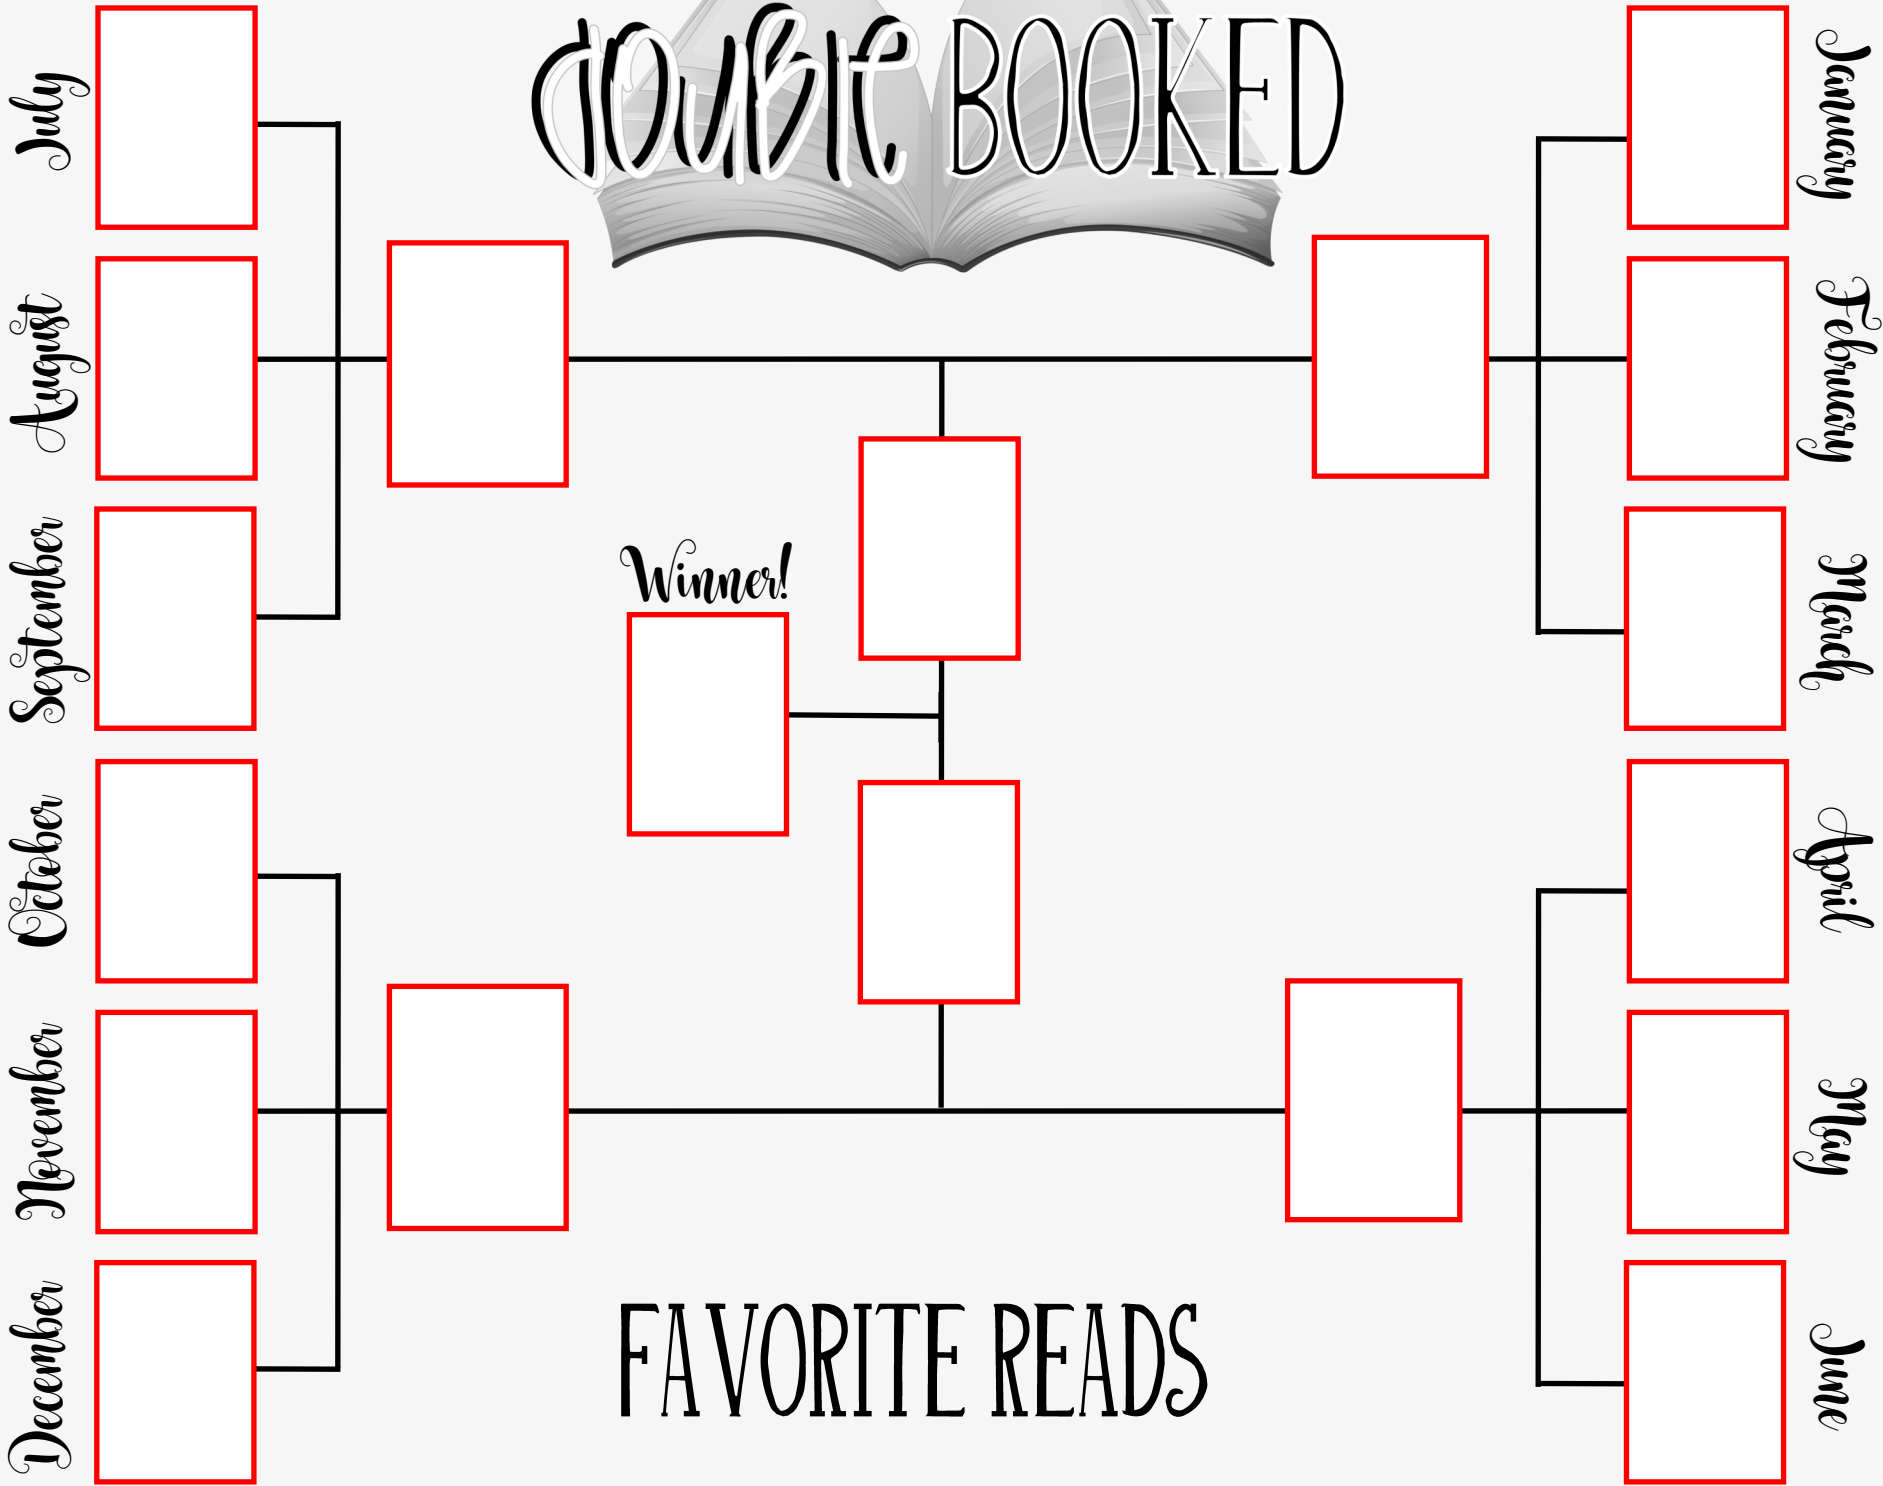 double BOOKED
July
August
September
October
November
December
Winner!
January
February
March
April
May
June
FAVORITE READS